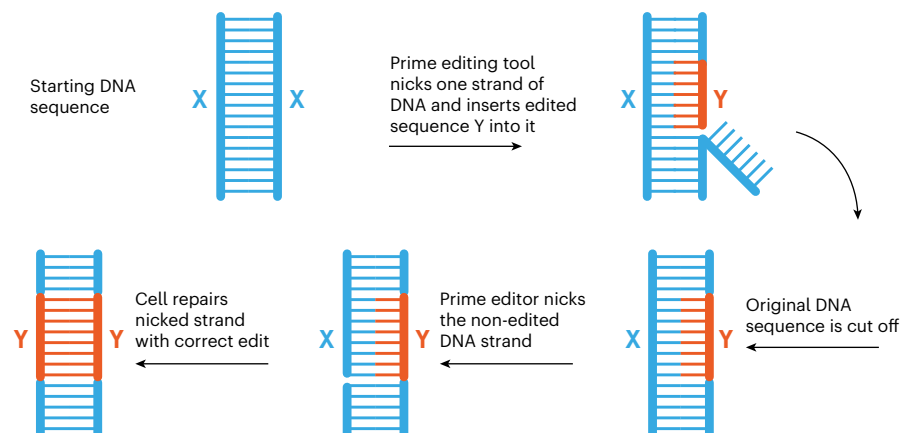 Starting DNA
sequence
X
X
Prime editing tool
nicks one strand of
DNA and inserts edited
sequence Y into it
X
Y
Original DNA
sequence is cut off
X
Y
Prime editor nicks
the non-edited
DNA strand
X
Y
Cell repairs
nicked strand
with correct edit
Y
Y